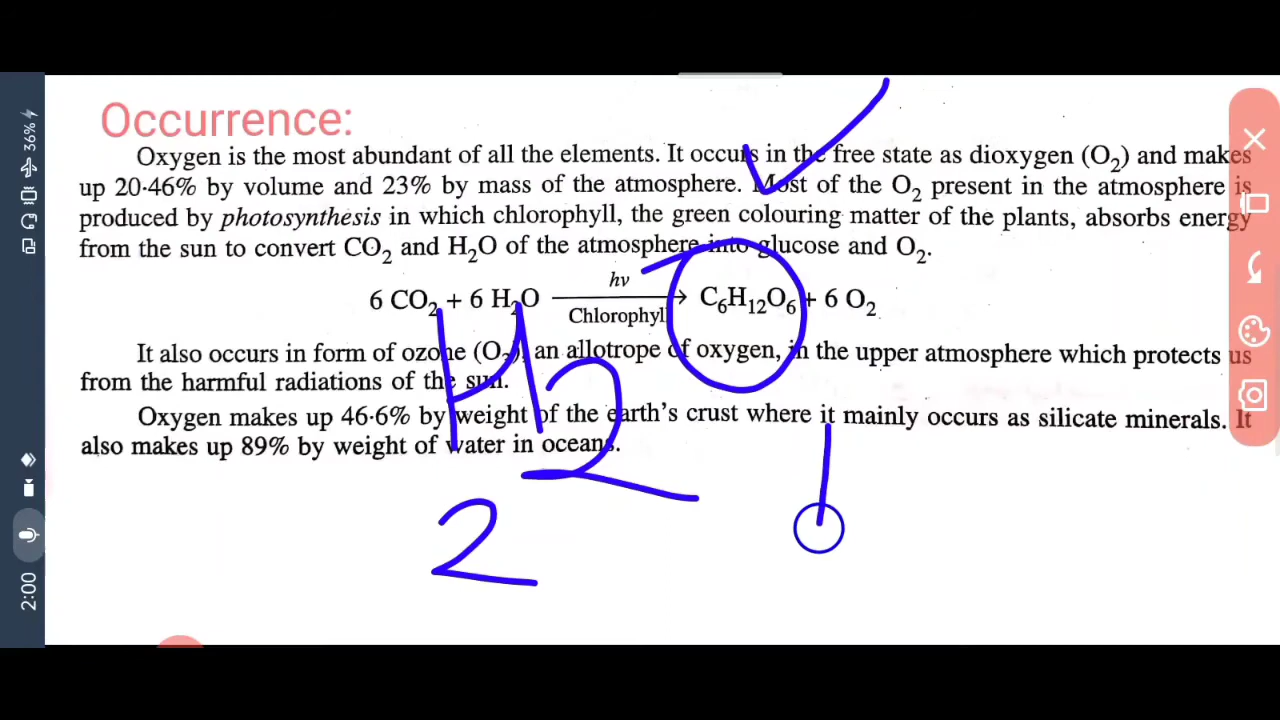 Occurrence:
Oxygen is the most abundant of all the elements. It occurs in the free state as dioxygen (O₂) and makes
up 20·46% by volume and 23% by mass of the atmosphere. Most of the O₂ present in the atmosphere is
produced by photosynthesis in which chlorophyll, the green colouring matter of the plants, absorbs energy
from the sun to convert CO₂ and H₂O of the atmosphere into glucose and O₂.
hν
6 CO₂ + 6 H₂O → C₆H₁₂O₆ + 6 O₂
Chlorophyll
It also occurs in form of ozone (O₃), an allotrope of oxygen, in the upper atmosphere which protects us
from the harmful radiations of the sun.
Oxygen makes up 46·6% by weight of the earth's crust where it mainly occurs as silicate minerals. It
also makes up 89% by weight of water in oceans.
H2O
2 1
36%
2:00